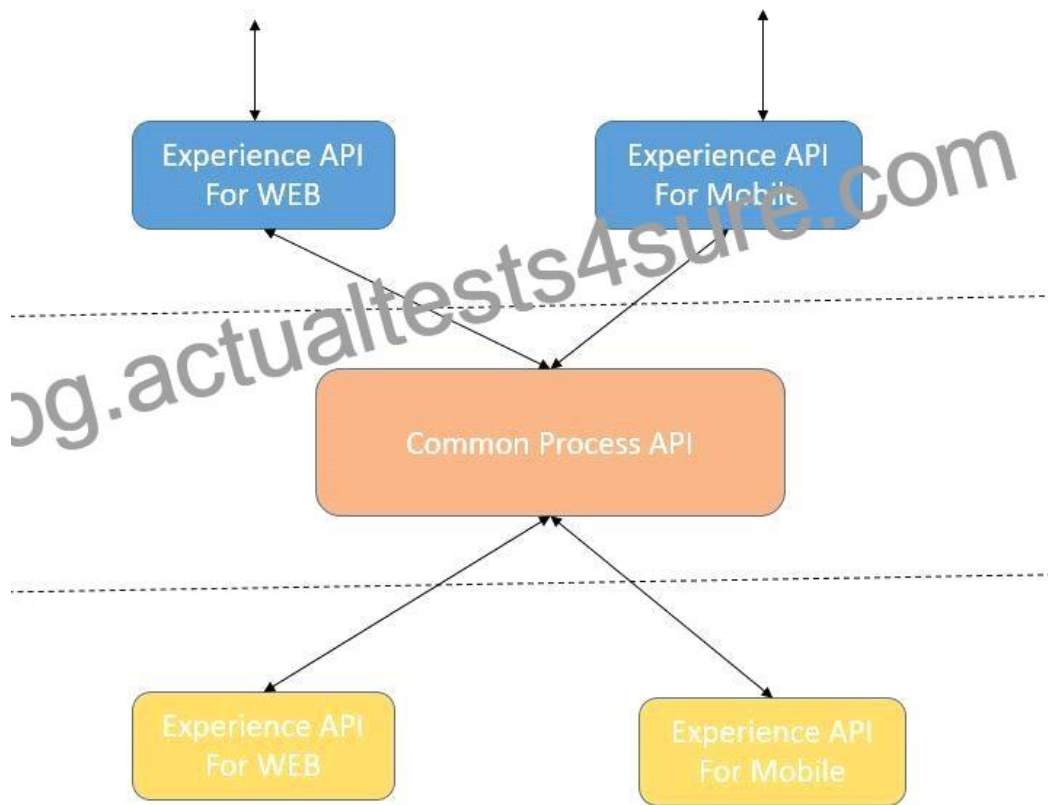 Experience API
For WEB
Experience API
For Mobile
og.actualtests4sure.com
Common Process API
Experience API
For WEB
Experience API
For Mobile